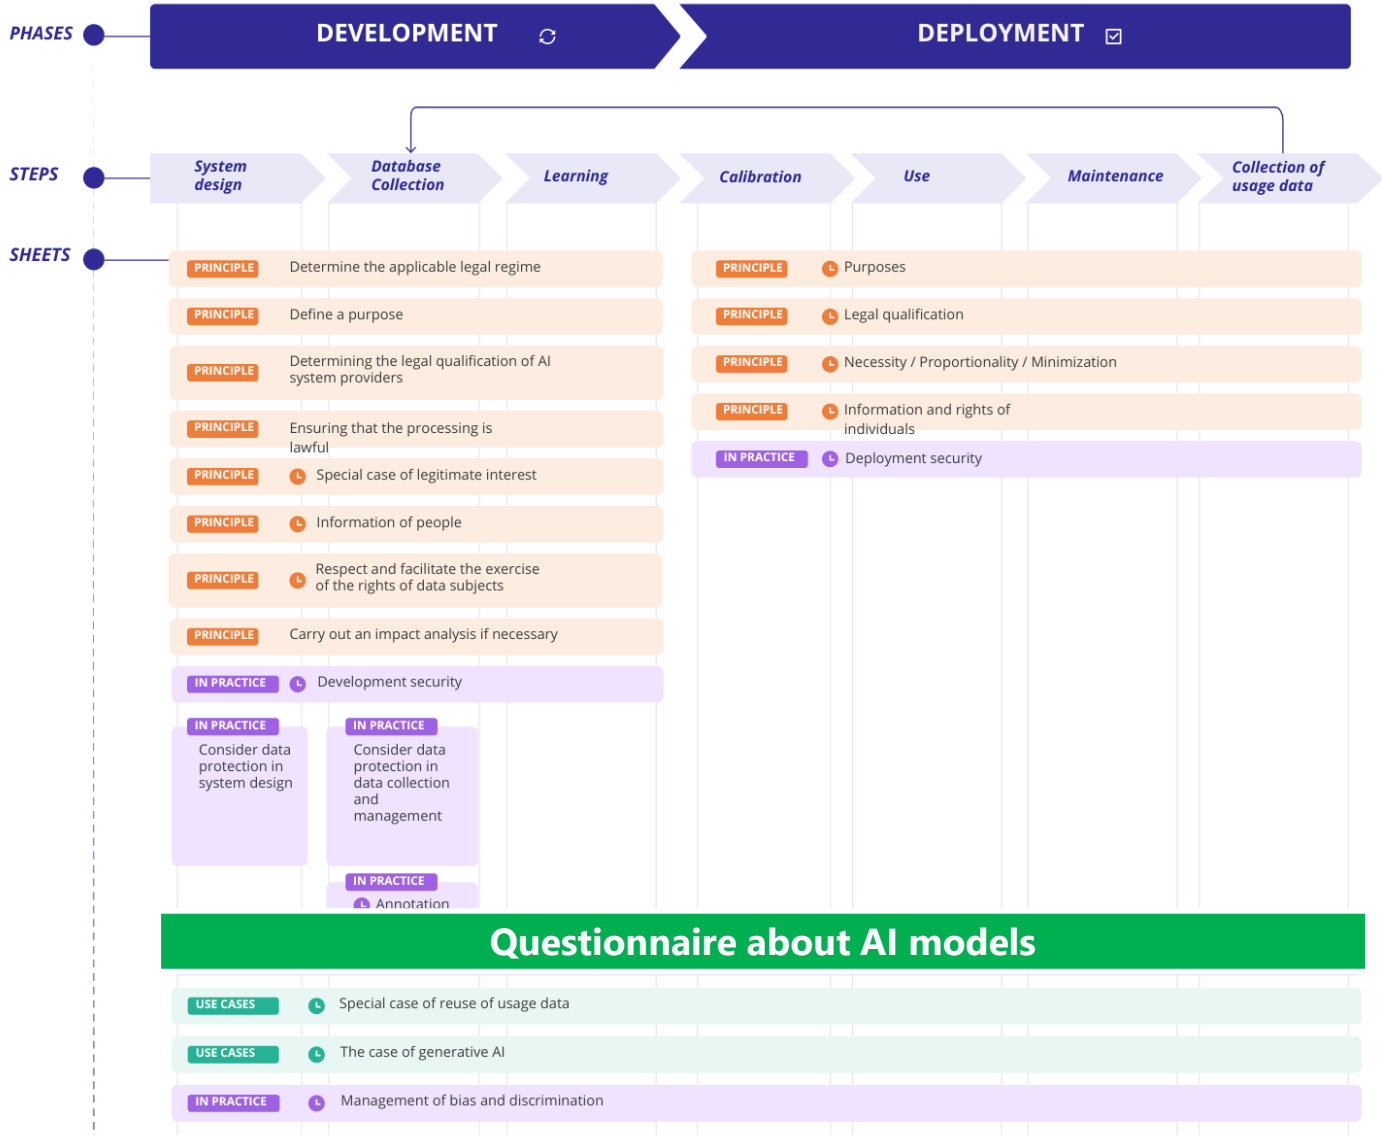 PHASES
DEVELOPMENT
DEPLOYMENT
STEPS
System
design
Database
Collection
Learning
Calibration
Use
Maintenance
Collection of
usage data
SHEETS
PRINCIPLE
Determine the applicable legal regime
PRINCIPLE
Define a purpose
PRINCIPLE
Determining the legal qualification of AI
system providers
PRINCIPLE
Ensuring that the processing is
lawful
PRINCIPLE
Special case of legitimate interest
PRINCIPLE
Information of people
PRINCIPLE
Respect and facilitate the exercise
of the rights of data subjects
PRINCIPLE
Carry out an impact analysis if necessary
IN PRACTICE
Development security
IN PRACTICE
Consider data
protection in
system design
IN PRACTICE
Consider data
protection in
data collection
and
management
IN PRACTICE
Annotation
PRINCIPLE
Purposes
PRINCIPLE
Legal qualification
PRINCIPLE
Necessity / Proportionality / Minimization
PRINCIPLE
Information and rights of
individuals
IN PRACTICE
Deployment security
Questionnaire about AI models
USE CASES
Special case of reuse of usage data
USE CASES
The case of generative AI
IN PRACTICE
Management of bias and discrimination